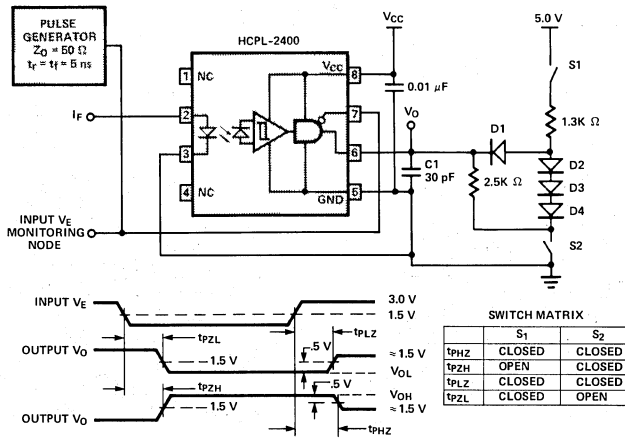 PULSE
GENERATOR
Z₀ = 50 Ω
tr = tf = 5 ns
HCPL-2400
VCC
5.0 V
S1
1 NC
VCC 8
0.01 µF
VO
IF
2
7
D1
1.3K Ω
3
6
C1
30 pF
2.5K Ω
D2
D3
D4
4 NC
GND 5
S2
INPUT VE
MONITORING
NODE
INPUT VE
3.0 V
1.5 V
tPZL
tPLZ
OUTPUT VO
1.5 V
.5 V
≈ 1.5 V
VOL
tPZH
.5 V
VOH
OUTPUT VO
1.5 V
≈ 1.5 V
tPHZ
SWITCH MATRIX
S1 S2
tPHZ CLOSED CLOSED
tPZH OPEN CLOSED
tPLZ CLOSED CLOSED
tPZL CLOSED OPEN